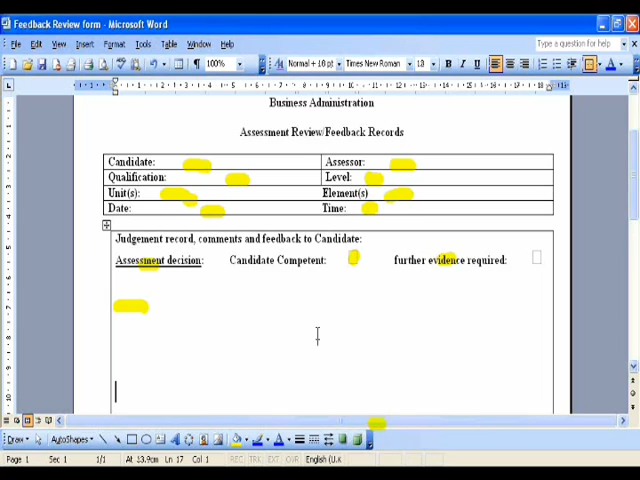 Feedback Review form - Microsoft Word
File Edit View Insert Format Tools Table Window Help Type a question for help
100% Normal + 18 pt Times New Roman 18 B I U
Business Administration
Assessment Review/Feedback Records
Candidate: Assessor:
Qualification: Level:
Unit(s): Element(s)
Date: Time:
Judgement record, comments and feedback to Candidate:
Assessment decision: Candidate Competent: further evidence required:
Draw AutoShapes
Page 1 Sec 1 1/1 At 13.9cm Ln 17 Col 1 REC TRK EXT OVR English (U.K